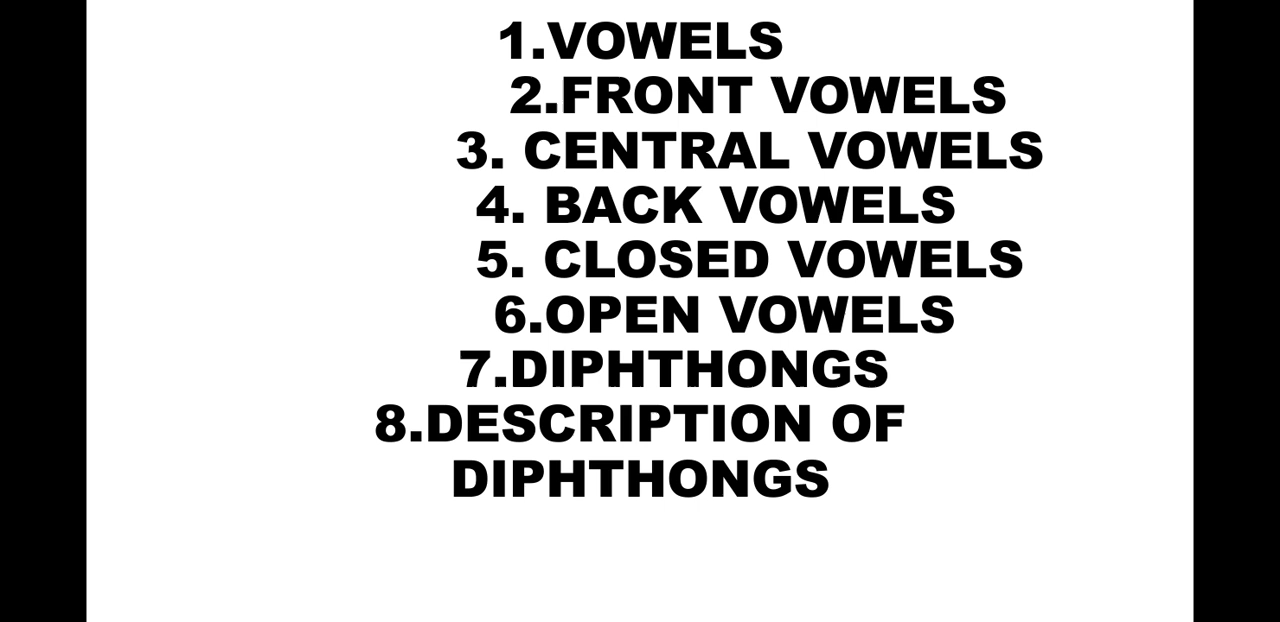 1.VOWELS
2.FRONT VOWELS
3. CENTRAL VOWELS
4. BACK VOWELS
5. CLOSED VOWELS
6.OPEN VOWELS
7.DIPHTHONGS
8.DESCRIPTION OF
DIPHTHONGS